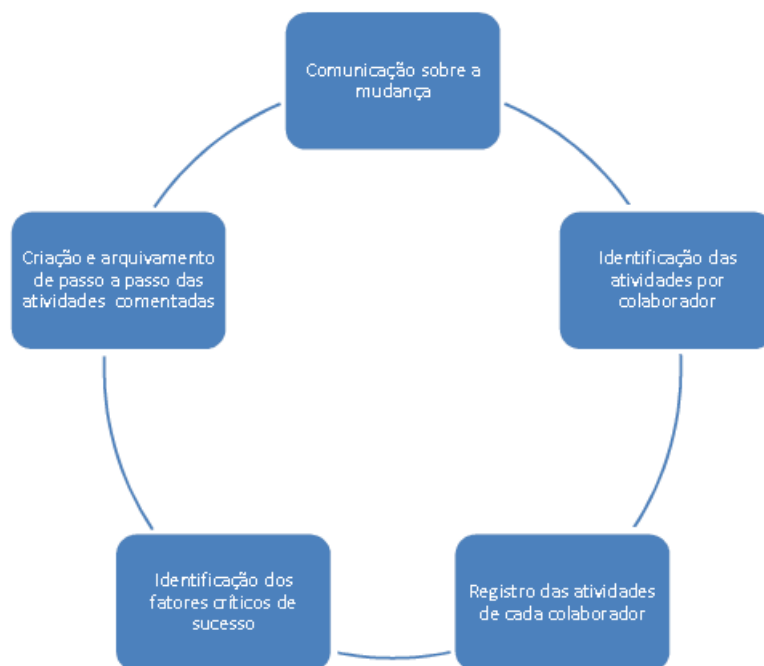 Comunicação sobre a
mudança
Identificação das
atividades por
colaborador
Registro das atividades
de cada colaborador
Identificação dos
fatores críticos de
sucesso
Criação e arquivamento
de passo a passo das
atividades comentadas